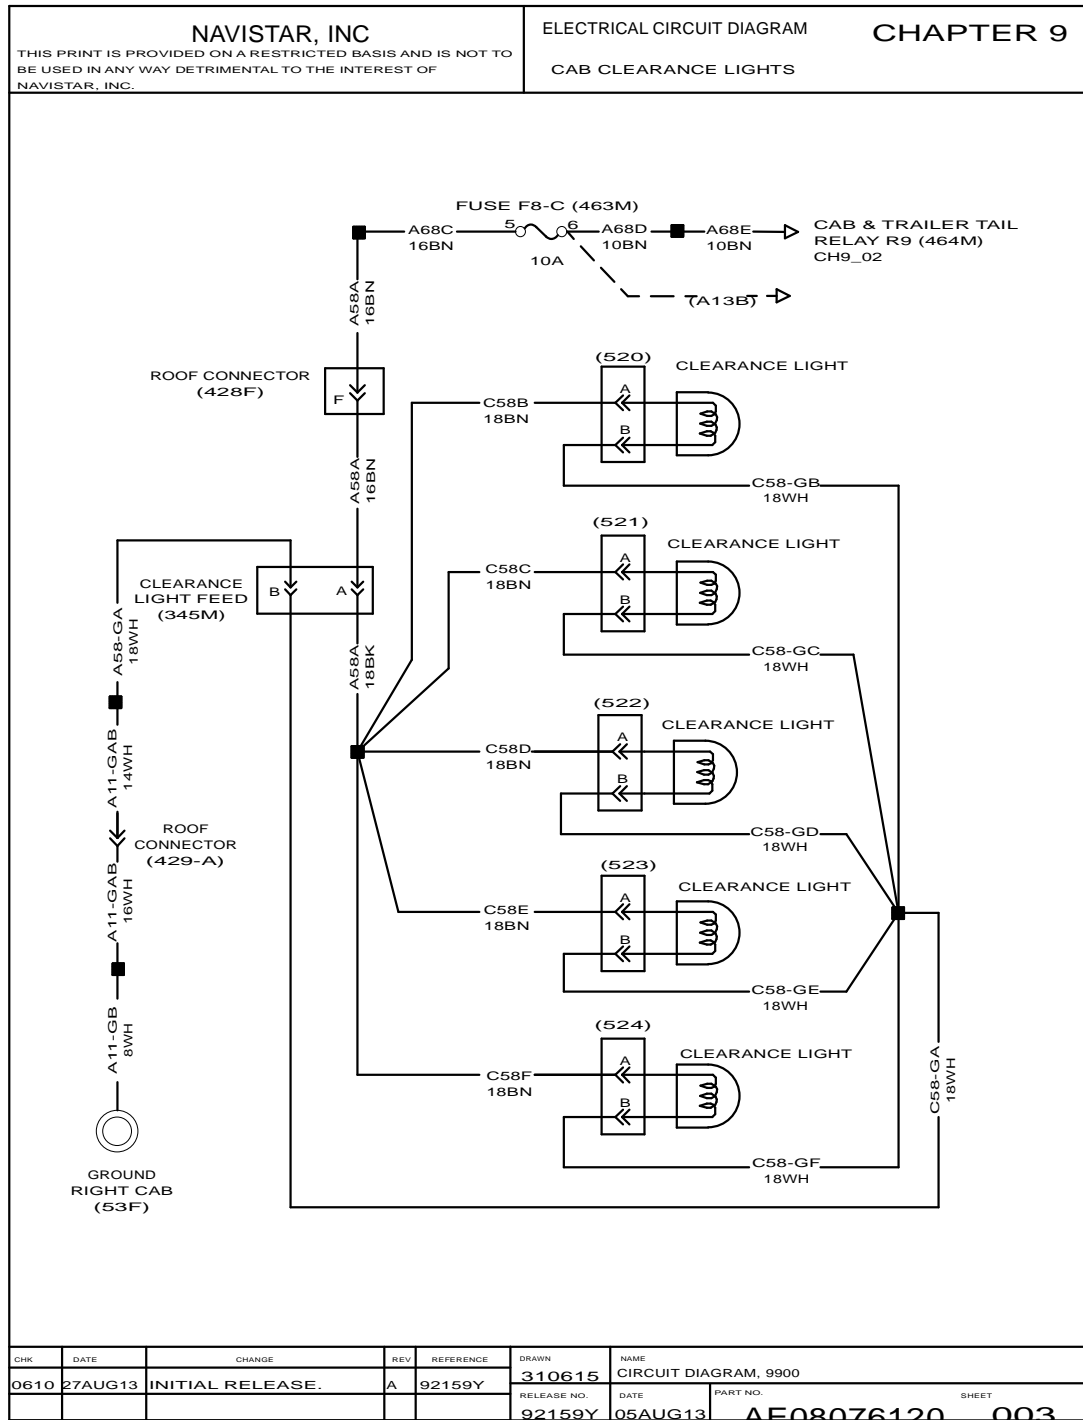 NAVISTAR, INC
THIS PRINT IS PROVIDED ON A RESTRICTED BASIS AND IS NOT TO
BE USED IN ANY WAY DETRIMENTAL TO THE INTEREST OF
NAVISTAR, INC.
ELECTRICAL CIRCUIT DIAGRAM
CHAPTER 9
CAB CLEARANCE LIGHTS
FUSE F8-C (463M)
A68C
16BN
5
6
10A
A68D
10BN
A68E
10BN
CAB & TRAILER TAIL
RELAY R9 (464M)
CH9_02
(A13B)
A58A
16BN
ROOF CONNECTOR
(428F)
F
A58A
16BN
CLEARANCE
LIGHT FEED
(345M)
B
A
A58A
18BK
A58-GA
18WH
A11-GAB
14WH
ROOF
CONNECTOR
(429-A)
A11-GAB
16WH
A11-GB
8WH
GROUND
RIGHT CAB
(53F)
(520)
CLEARANCE LIGHT
C58B
18BN
A
B
C58-GB
18WH
(521)
CLEARANCE LIGHT
C58C
18BN
A
B
C58-GC
18WH
(522)
CLEARANCE LIGHT
C58D
18BN
A
B
C58-GD
18WH
(523)
CLEARANCE LIGHT
C58E
18BN
A
B
C58-GE
18WH
(524)
CLEARANCE LIGHT
C58F
18BN
A
B
C58-GF
18WH
C58-GA
18WH
CHK
DATE
CHANGE
REV
REFERENCE
0610
27AUG13
INITIAL RELEASE.
A
92159Y
DRAWN
310615
NAME
CIRCUIT DIAGRAM, 9900
RELEASE NO.
92159Y
DATE
05AUG13
PART NO.
AE08076120
SHEET
003